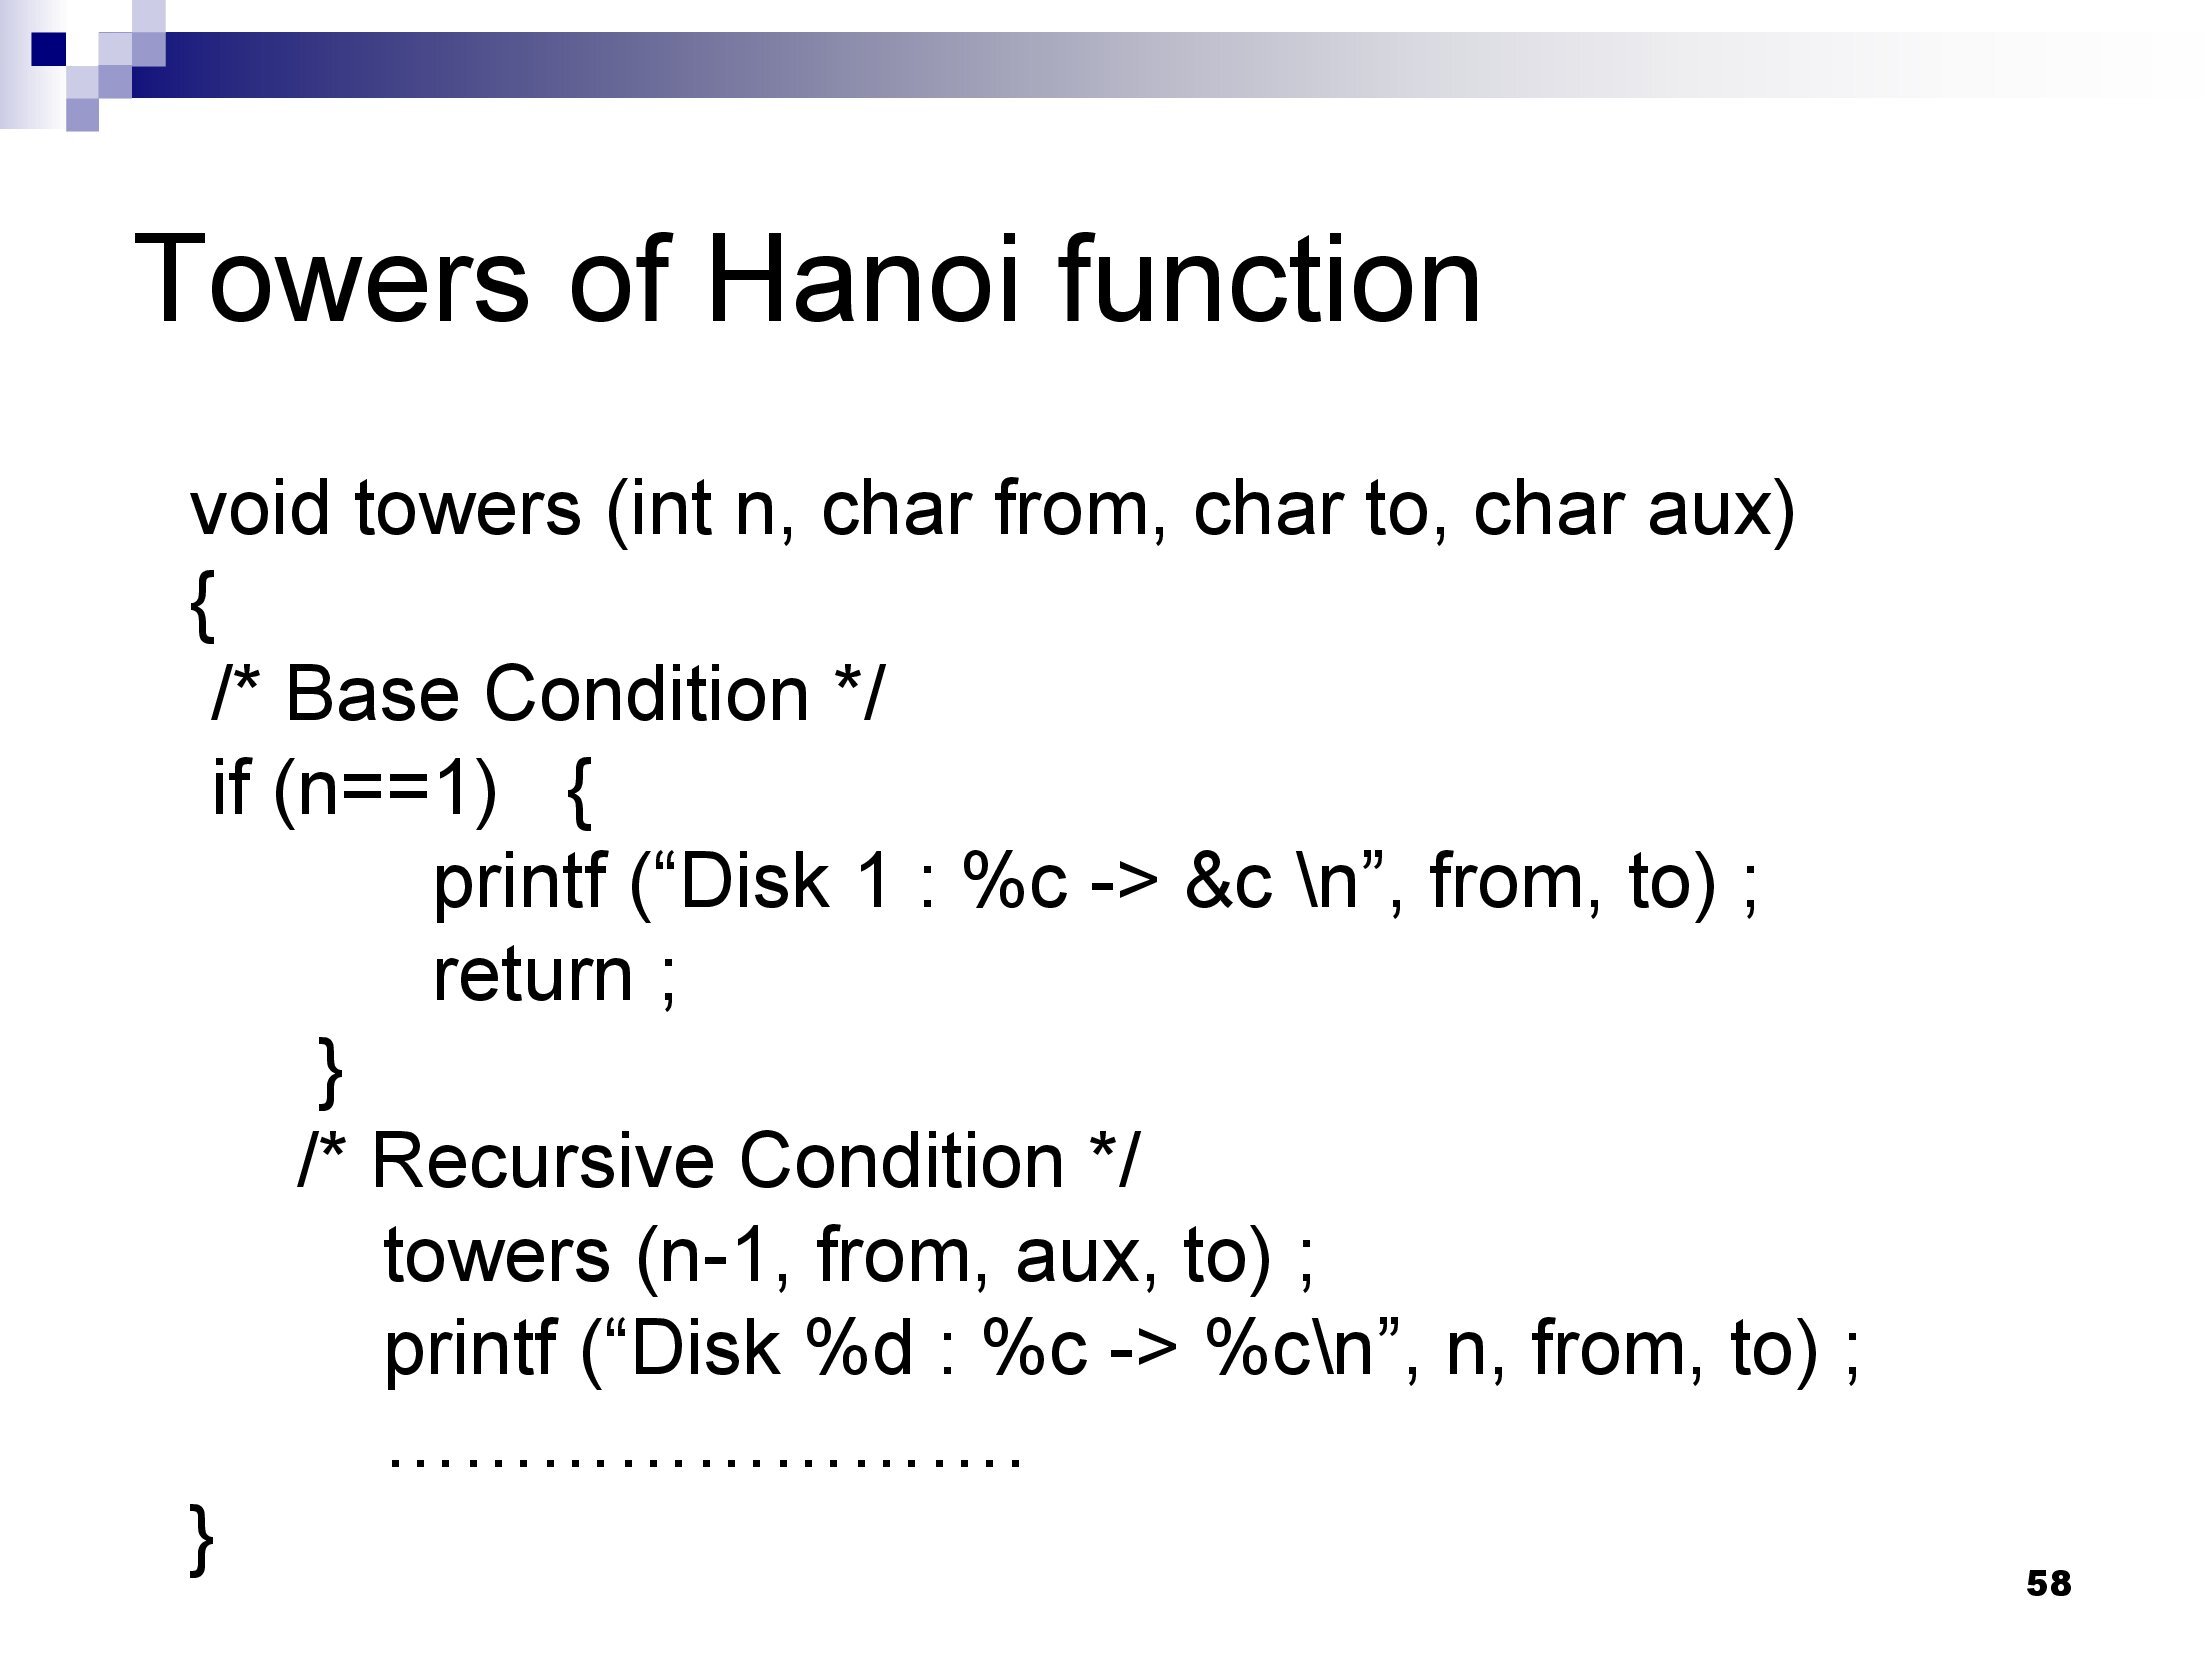 Towers of Hanoi function
void towers (int n, char from, char to, char aux)
{
/* Base Condition */
if (n==1) {
printf (“Disk 1 : %c -> &c \n”, from, to) ;
return ;
}
/* Recursive Condition */
towers (n-1, from, aux, to) ;
printf (“Disk %d : %c -> %c\n”, n, from, to) ;
…………………….
}
58